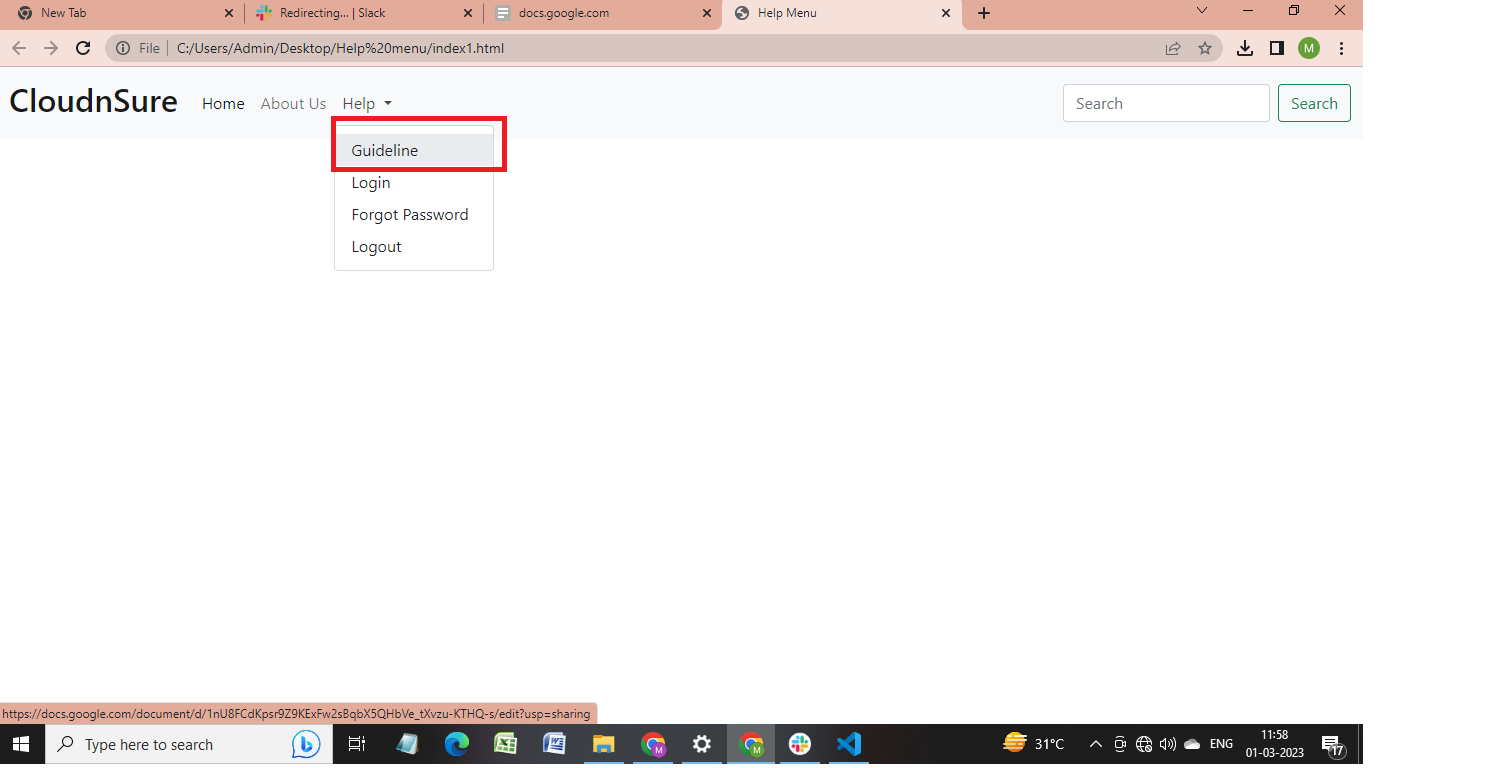 New Tab
Redirecting... | Slack
docs.google.com
Help Menu
File
C:/Users/Admin/Desktop/Help%20menu/index1.html
M
CloudnSure
Home
About Us
Help
Search
Search
Guideline
Login
Forgot Password
Logout
https://docs.google.com/document/d/1nU8FCdKpsr9Z9KExFw2sBqbX5QHbVe_tXvzu-KTHQ-s/edit?usp=sharing
Type here to search
M
M
31°C
ENG
11:58
01-03-2023
17